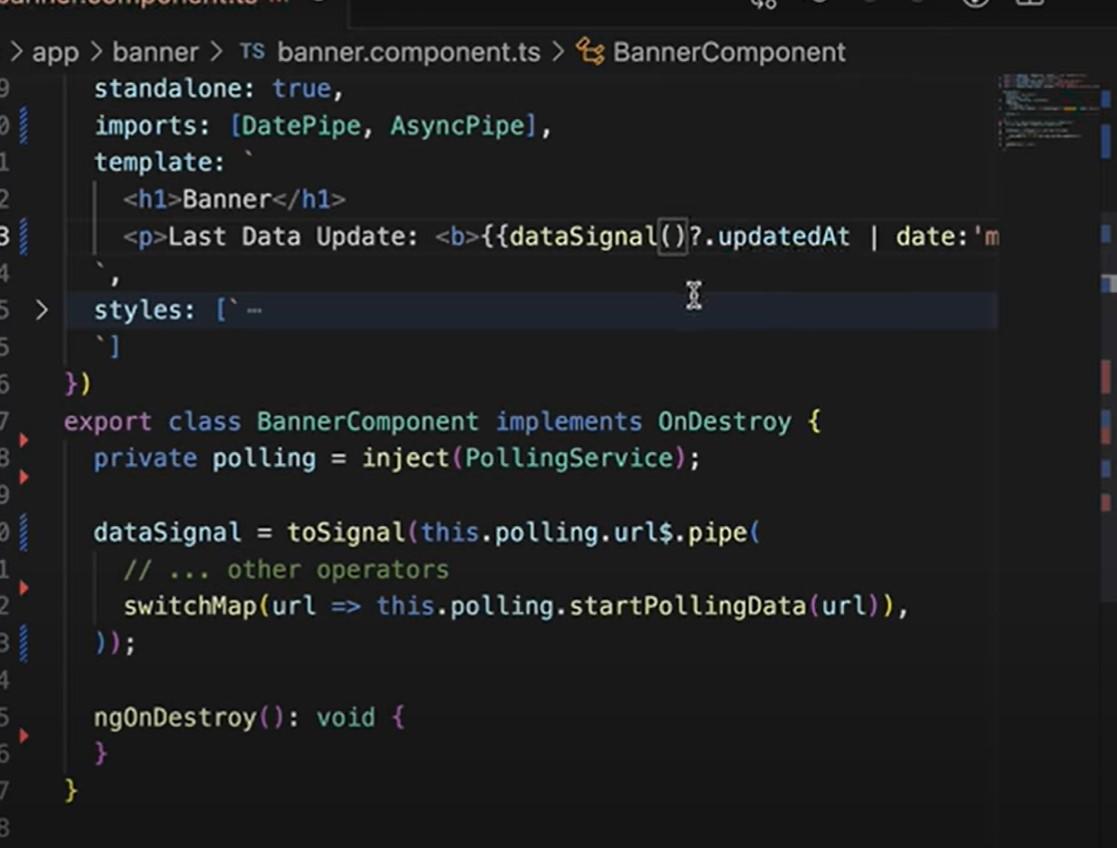 banner.component.ts
> app > banner > TS banner.component.ts > BannerComponent
9 standalone: true,
0 imports: [DatePipe, AsyncPipe],
1 template: `
2 <h1>Banner</h1>
3 <p>Last Data Update: <b>{{dataSignal()?.updatedAt | date:'m
4 `,
5 > styles: [` ⋯
5 `]
6 })
7 export class BannerComponent implements OnDestroy {
8 private polling = inject(PollingService);
9
0 dataSignal = toSignal(this.polling.url$.pipe(
1 // ... other operators
2 switchMap(url => this.polling.startPollingData(url)),
3 ));
4
5 ngOnDestroy(): void {
6 }
7 }
8